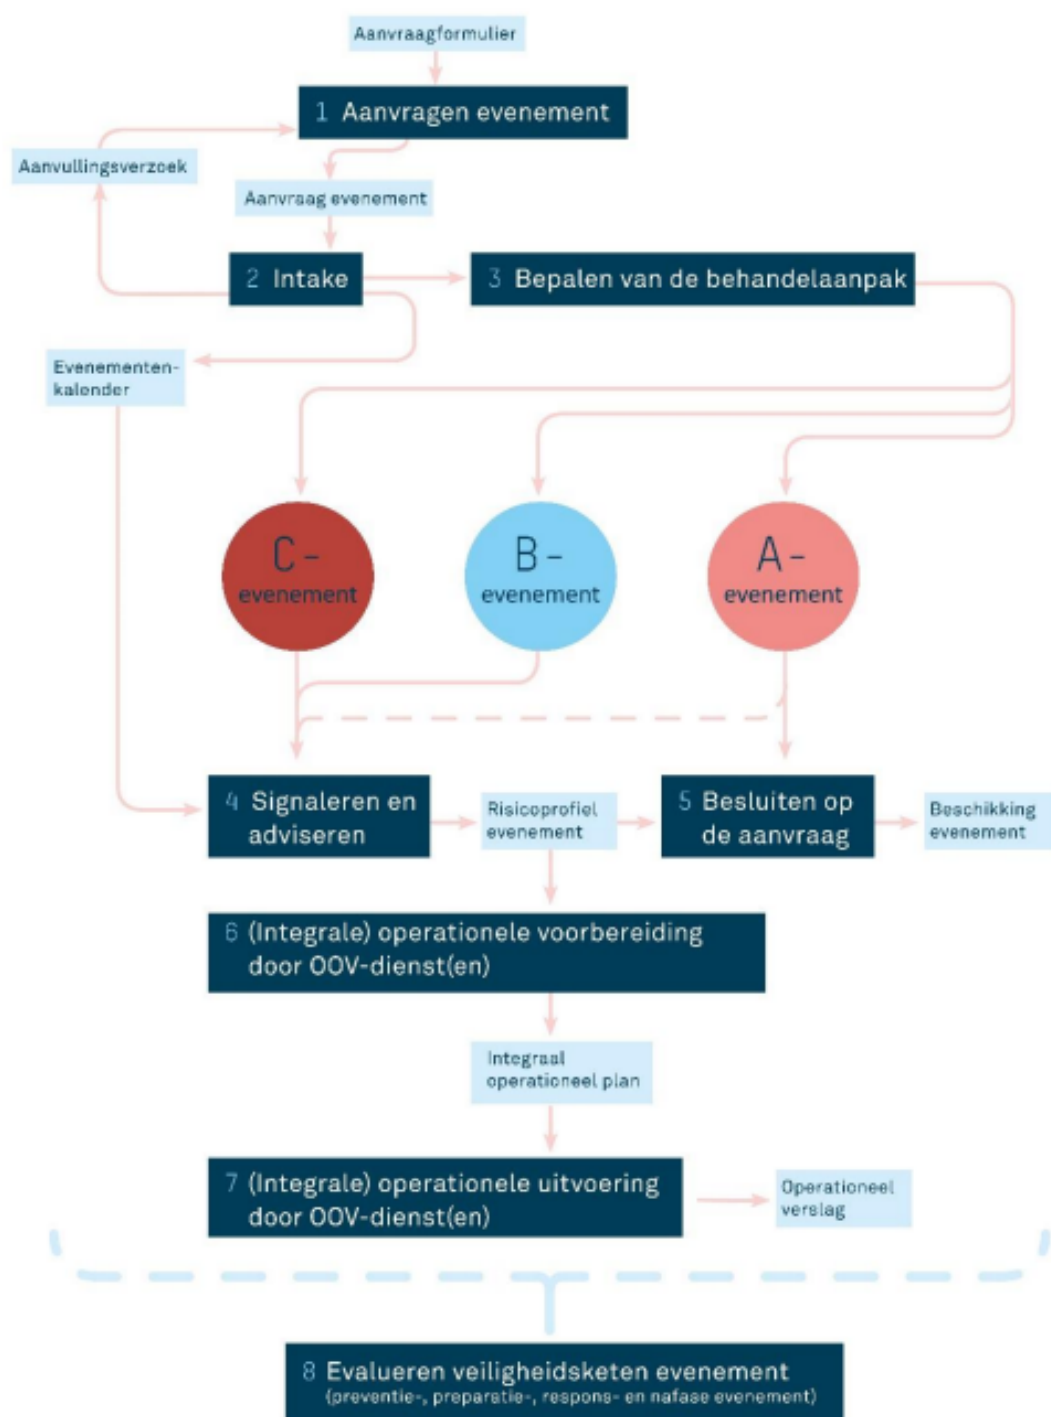 Aanvraagformulier
1 Aanvragen evenement
Aanvullingsverzoek
Aanvraag evenement
2 Intake
3 Bepalen van de behandelaanpak
Evenementen-
kalender
C-
evenement
B-
evenement
A-
evenement
4 Signaleren en
adviseren
Risicoprofiel
evenement
5 Besluiten op
de aanvraag
Beschikking
evenement
6 (Integrale) operationele voorbereiding
door OOV-dienst(en)
Integraal
operationeel plan
7 (Integrale) operationele uitvoering
door OOV-dienst(en)
Operationeel
verslag
8 Evalueren veiligheidsketen evenement
(preventie-, preparatie-, respons- en nafase evenement)